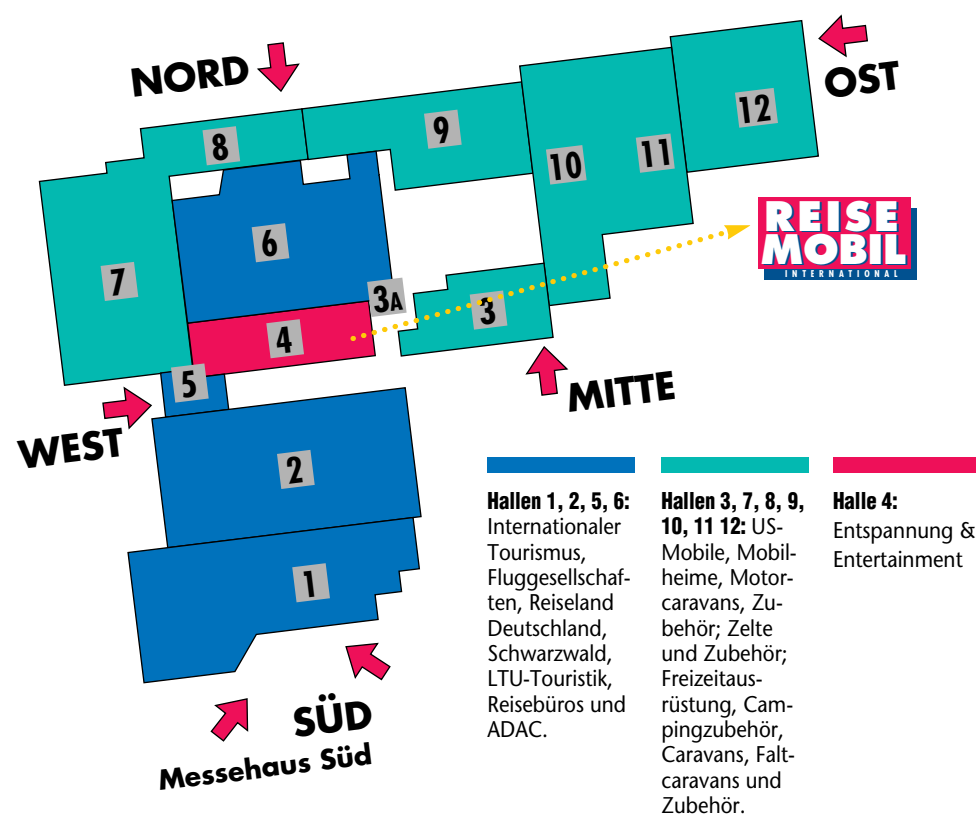 NORD
OST
8
9
12
10
11
REISE
MOBIL
INTERNATIONAL
7
6
3A
3
4
5
MITTE
WEST
2
1
SÜD
Messehaus Süd
Hallen 1, 2, 5, 6:
Internationaler
Tourismus,
Fluggesellschaf-
ten, Reiseland
Deutschland,
Schwarzwald,
LTU-Touristik,
Reisebüros und
ADAC.
Hallen 3, 7, 8, 9,
10, 11 12: US-
Mobile, Mobil-
heime, Motor-
caravans, Zu-
behör; Zelte
und Zubehör;
Freizeitaus-
rüstung, Cam-
pingzubehör,
Caravans, Falt-
caravans und
Zubehör.
Halle 4:
Entspannung &
Entertainment